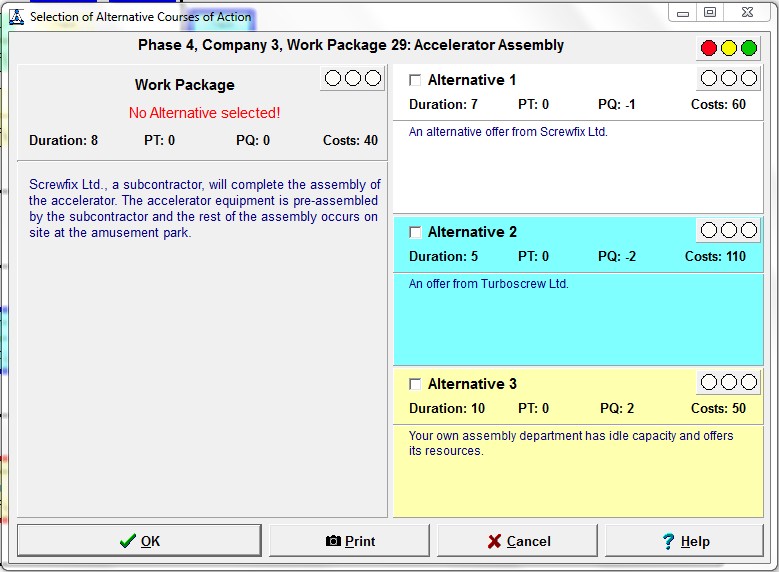 Selection of Alternative Courses of Action
Phase 4, Company 3, Work Package 29: Accelerator Assembly
Work Package
No Alternative selected!
Duration: 8 PT: 0 PQ: 0 Costs: 40
Screwfix Ltd., a subcontractor, will complete the assembly of
the accelerator. The accelerator equipment is pre-assembled
by the subcontractor and the rest of the assembly occurs on
site at the amusement park.
Alternative 1
Duration: 7 PT: 0 PQ: -1 Costs: 60
An alternative offer from Screwfix Ltd.
Alternative 2
Duration: 5 PT: 0 PQ: -2 Costs: 110
An offer from Turboscrew Ltd.
Alternative 3
Duration: 10 PT: 0 PQ: 2 Costs: 50
Your own assembly department has idle capacity and offers
its resources.
OK
Print
Cancel
Help